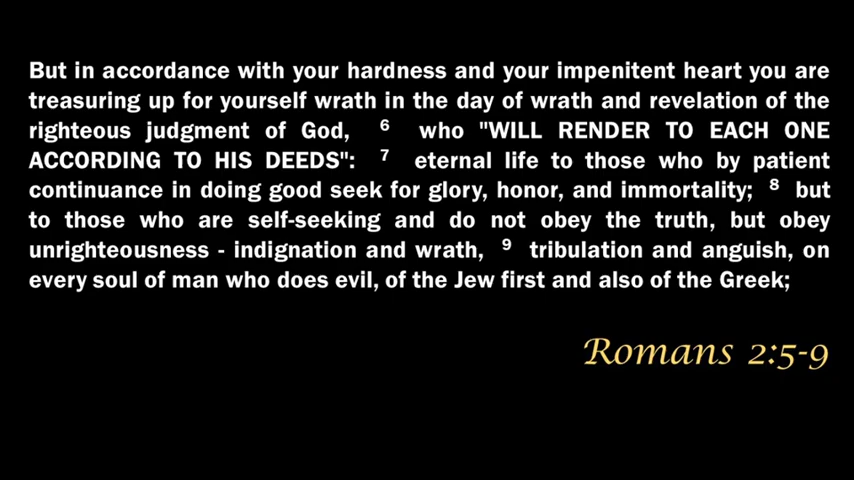 But in accordance with your hardness and your impenitent heart you are
treasuring up for yourself wrath in the day of wrath and revelation of the
righteous judgment of God, 6 who "WILL RENDER TO EACH ONE
ACCORDING TO HIS DEEDS": 7 eternal life to those who by patient
continuance in doing good seek for glory, honor, and immortality; 8 but
to those who are self-seeking and do not obey the truth, but obey
unrighteousness - indignation and wrath, 9 tribulation and anguish, on
every soul of man who does evil, of the Jew first and also of the Greek;
Romans 2:5-9